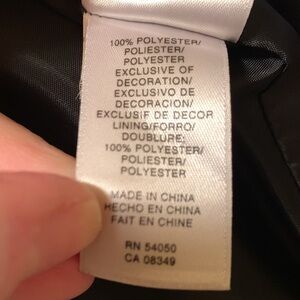 100% POLYESTER/
POLIESTER/
POLYESTER
EXCLUSIVE OF
DECORATION/
EXCLUSIVO DE
DECORACION/
EXCLUSIF DE DECOR
LINING/FORRO/
DOUBLURE:
100% POLYESTER/
POLIESTER/
POLYESTER
MADE IN CHINA
HECHO EN CHINA
FAIT EN CHINE
RN 54050
CA 08349